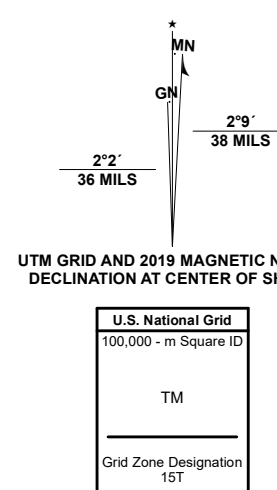 ★
MN
GN
2°9´
38 MILS
2°2´
36 MILS
UTM GRID AND 2019 MAGNETIC
DECLINATION AT CENTER OF
U.S. National Grid
100,000 - m Square ID
TM
Grid Zone Designation
15T